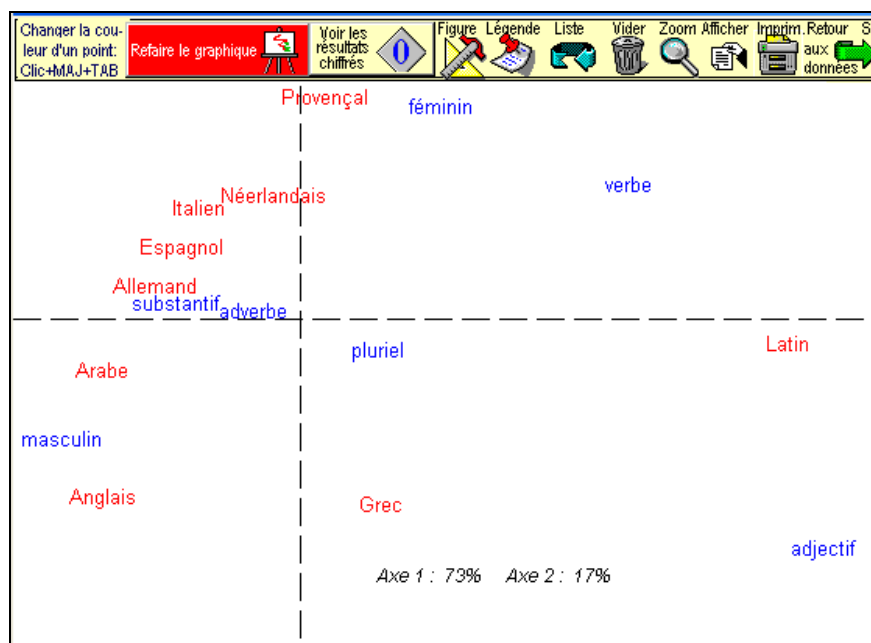 Changer la cou-
leur d'un point:
Clic+MAJ+TAB
Refaire le graphique
Voir les
résultats
chiffrés
0
Figure Légende Liste Vider Zoom Afficher Imprim. Retour S
aux
données
Provençal
féminin
verbe
Néerlandais
Italien
Espagnol
Allemand
substantif
adverbe
Latin
pluriel
Arabe
masculin
Anglais
Grec
adjectif
Axe 1 : 73% Axe 2 : 17%